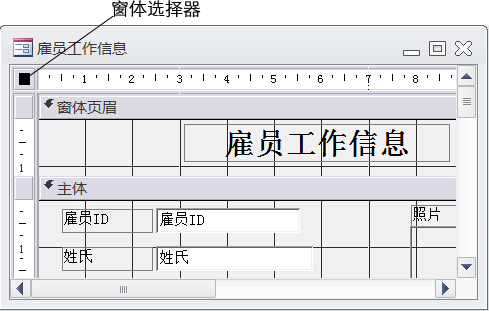 窗体选择器
雇员工作信息
1 2 3 4 5 6 7 8
窗体页眉
雇员工作信息
1
主体
雇员ID 雇员ID 照片
1
姓氏 姓氏